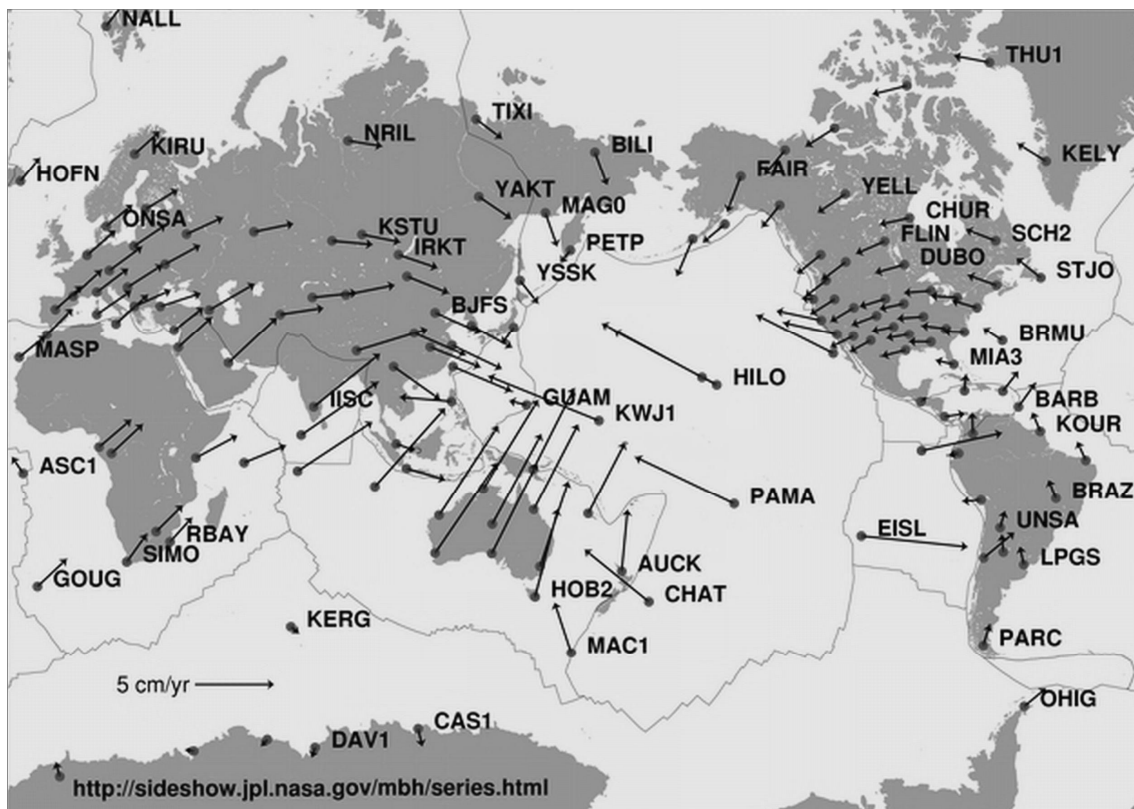 NALL
THU1
TIXI
NRIL
KIRU
BILI
HOFN
KELY
FAIR
YAKT
YELL
MAG0
ONSA
CHUR
KSTU
FLIN
SCH2
IRKT
PETP
DUBO
YSSK
STJO
BJFS
BRMU
MASP
MIA3
HILO
IISC
GUAM
BARB
KWJ1
KOUR
ASC1
BRAZ
PAMA
UNSA
EISL
RBAY
SIMO
LPGS
AUCK
GOUG
HOB2
CHAT
KERG
PARC
MAC1
5 cm/yr
OHIG
CAS1
DAV1
http://sideshow.jpl.nasa.gov/mbh/series.html